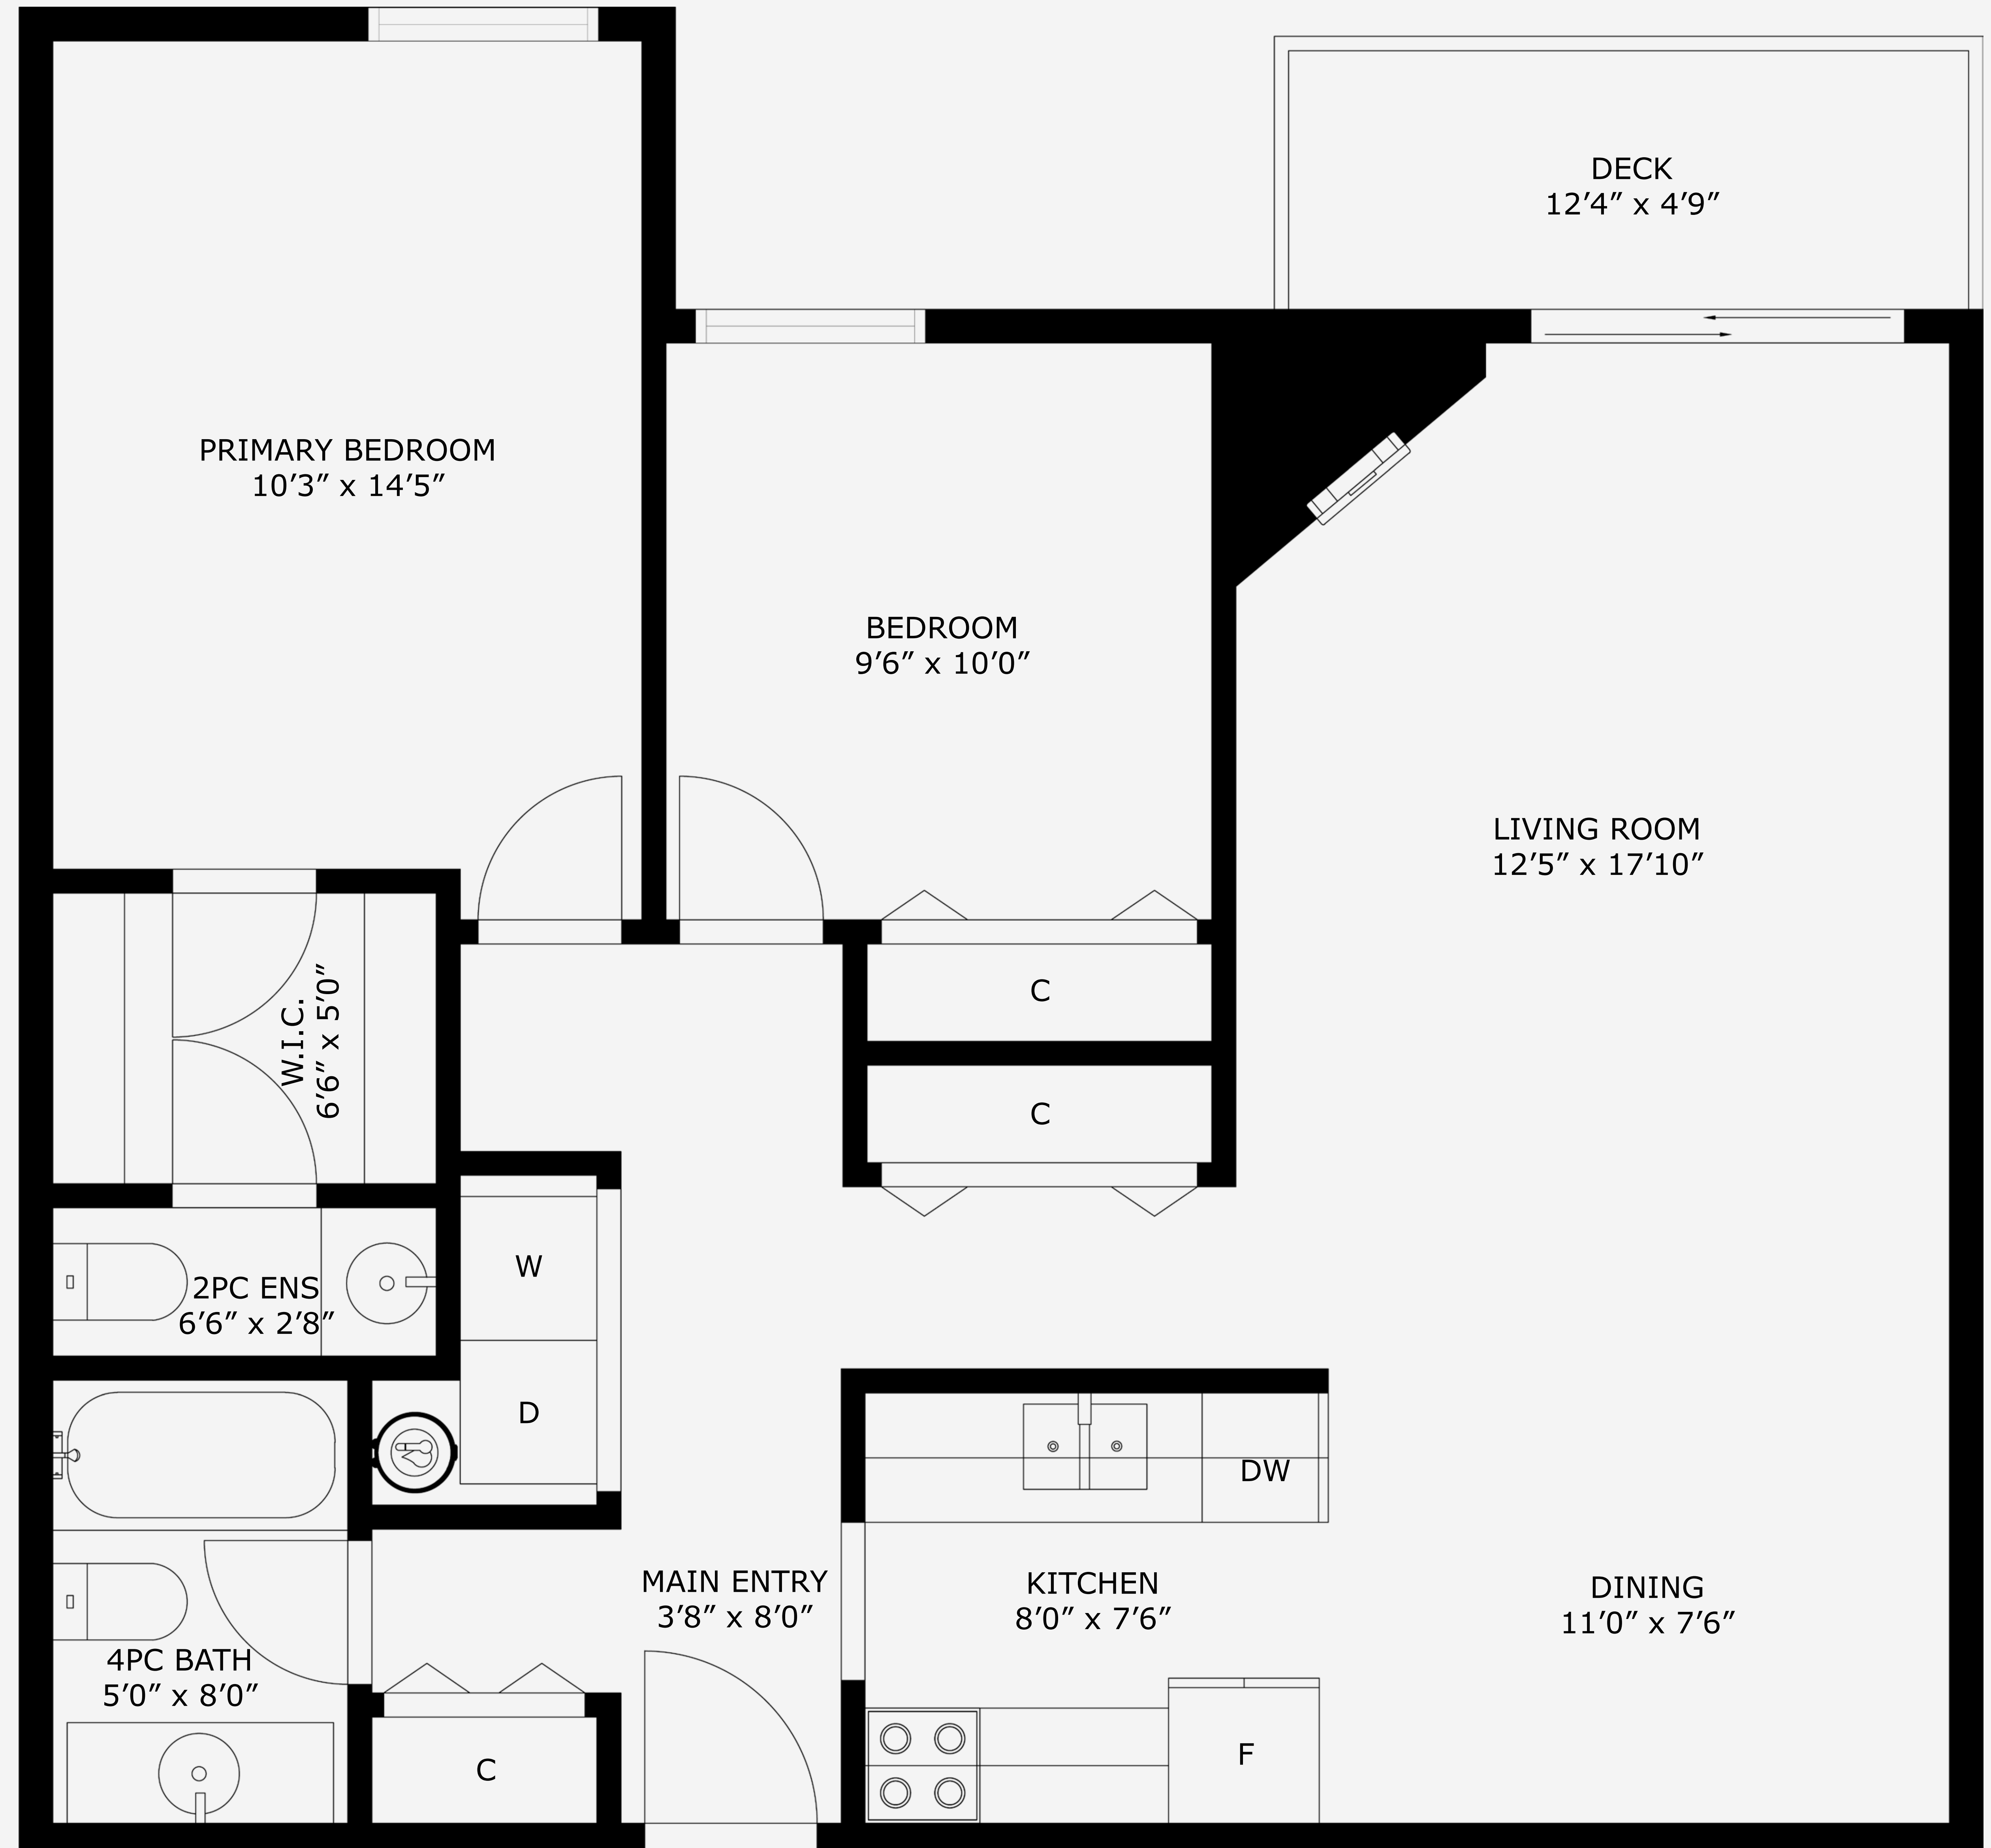 DECK
12’4” x 4’9”
PRIMARY BEDROOM
10’3” x 14’5”
BEDROOM
9’6” x 10’0”
LIVING ROOM
12’5” x 17’10”
W.I.C.
6’6” x 5’0”
C
C
W
2PC ENS
6’6” x 2’8”
D
DW
MAIN ENTRY
3’8” x 8’0”
KITCHEN
8’0” x 7’6”
DINING
11’0” x 7’6”
4PC BATH
5’0” x 8’0”
F
C